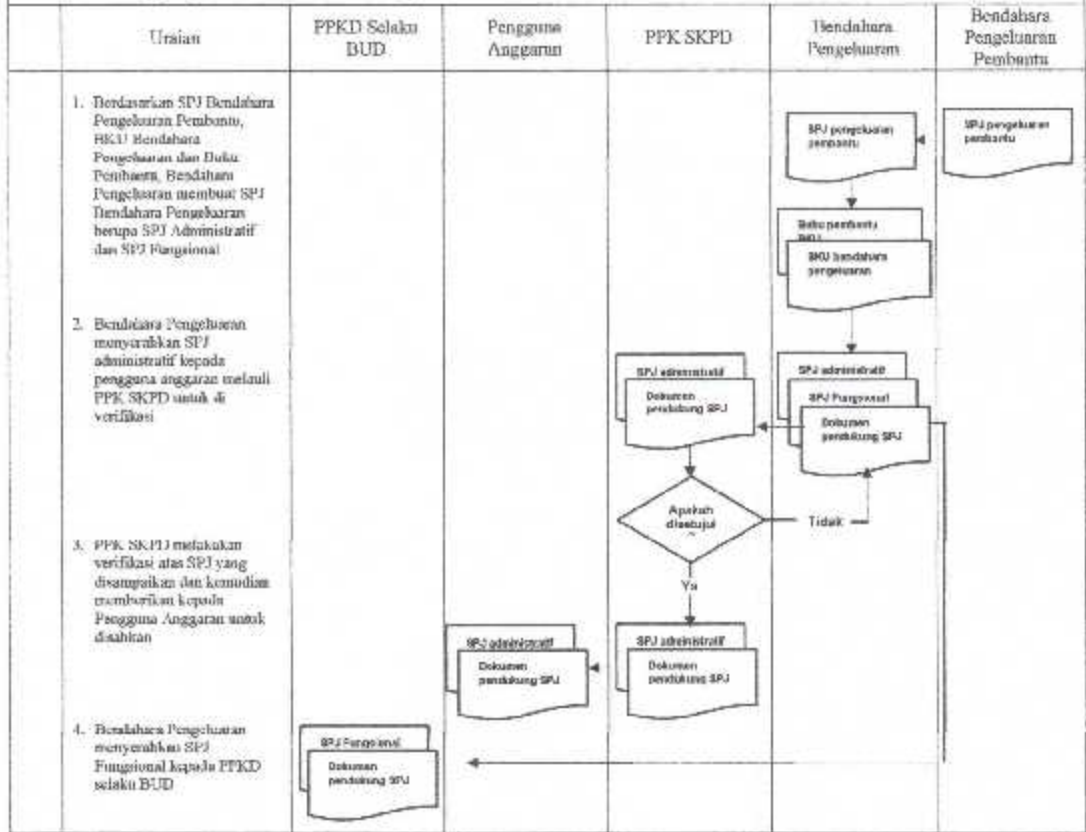 Uraian
PPKD Selaku
BUD
Pengguna
Anggaran
PPK SKPD
Bendahara
Pengeluaran
Bendahara
Pengeluaran
Pembantu
1. Berdasarkan SPJ Bendahara
Pengeluaran Pembantu,
BKU Bendahara
Pengeluaran dan Buku
Pembantu, Bendahara
Pengeluaran membuat SPJ
Bendahara Pengeluaran
berupa SPJ Administratif
dan SPJ Fungsional
SPJ pengeluaran
pembantu
SPJ pengeluaran
pembantu
Buku pembantu
BKU
BKU bendahara
pengeluaran
2. Bendahara Pengeluaran
menyerahkan SPJ
administratif kepada
pengguna anggaran melauli
PPK SKPD untuk di
verifikasi
SPJ administratif
Dokumen
pendukung SPJ
SPJ administratif
SPJ Fungsional
Dokumen
pendukung SPJ
Apakah
disetujui
?
Tidak
Ya
3. PPK SKPD melakukan
verifikasi atas SPJ yang
disampaikan dan kemudian
memberikan kepada
Pengguna Anggaran untuk
disahkan
SPJ administratif
Dokumen
pendukung SPJ
SPJ administratif
Dokumen
pendukung SPJ
4. Bendahara Pengeluaran
menyerahkan SPJ
Fungsional kepada PPKD
selaku BUD
SPJ Fungsional
Dokumen
pendukung SPJ